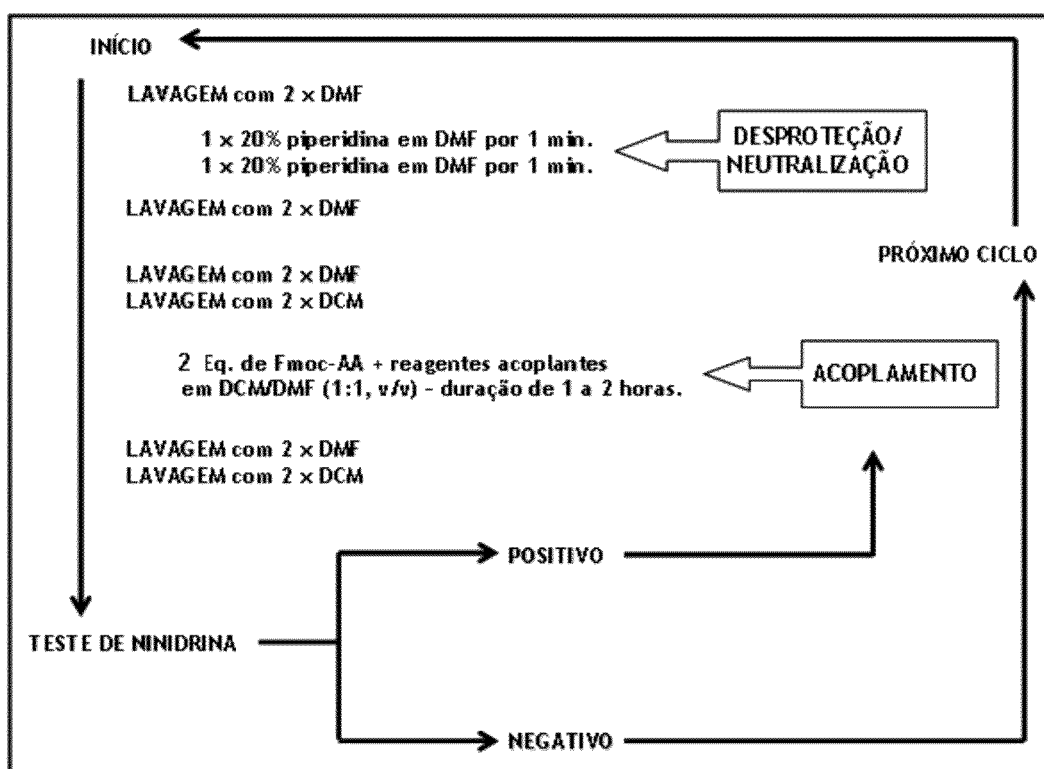 INÍCIO
LAVAGEM com 2 x DMF
1 x 20% piperidina em DMF por 1 min.
1 x 20% piperidina em DMF por 1 min.
DESPROTEÇÃO/
NEUTRALIZAÇÃO
LAVAGEM com 2 x DMF
PRÓXIMO CICLO
LAVAGEM com 2 x DMF
LAVAGEM com 2 x DCM
2 Eq. de Fmoc-AA + reagentes acoplantes
em DCM/DMF (1:1, v/v) - duração de 1 a 2 horas.
ACOPLAMENTO
LAVAGEM com 2 x DMF
LAVAGEM com 2 x DCM
POSITIVO
TESTE DE NINIDRINA
NEGATIVO